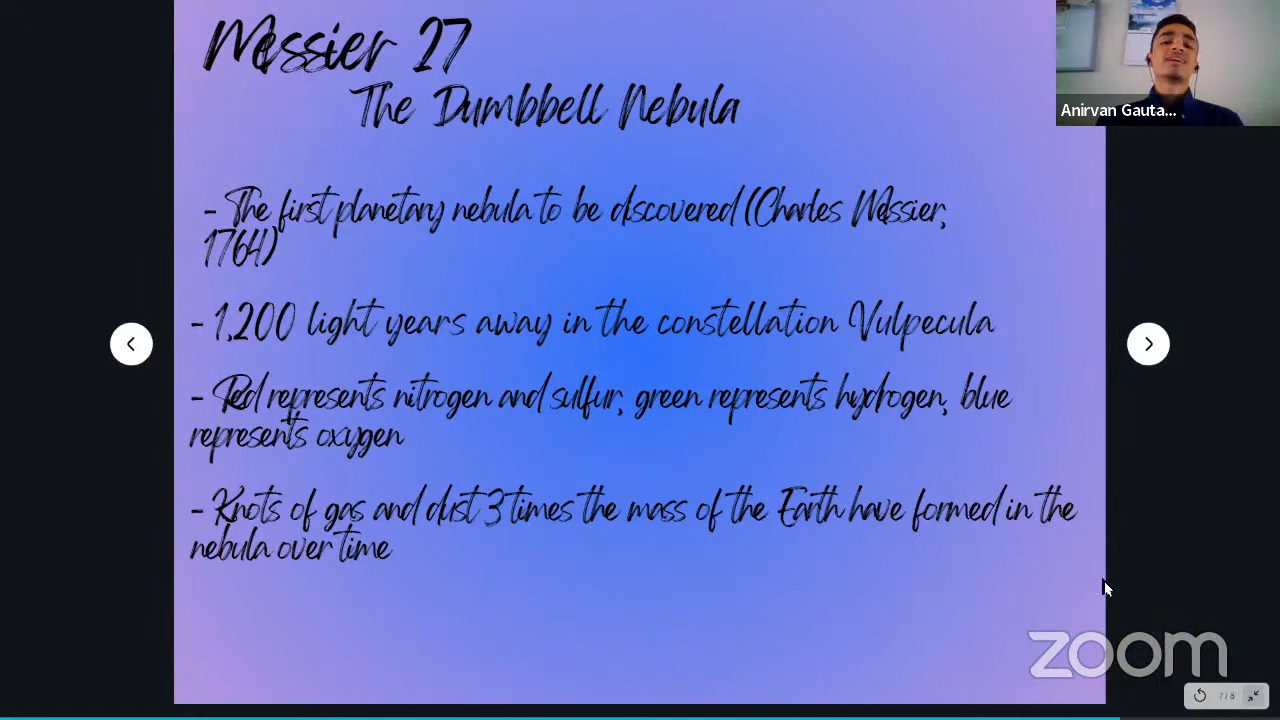 Messier 27
The Dumbbell Nebula
Anirvan Gauta...
- The first planetary nebula to be discovered (Charles Messier,
1764)
- 1,200 light years away in the constellation Vulpecula
- Red represents nitrogen and sulfur, green represents hydrogen, blue
represents oxygen
- Knots of gas and dust 3 times the mass of the Earth have formed in the
nebula over time
zoom
7/8